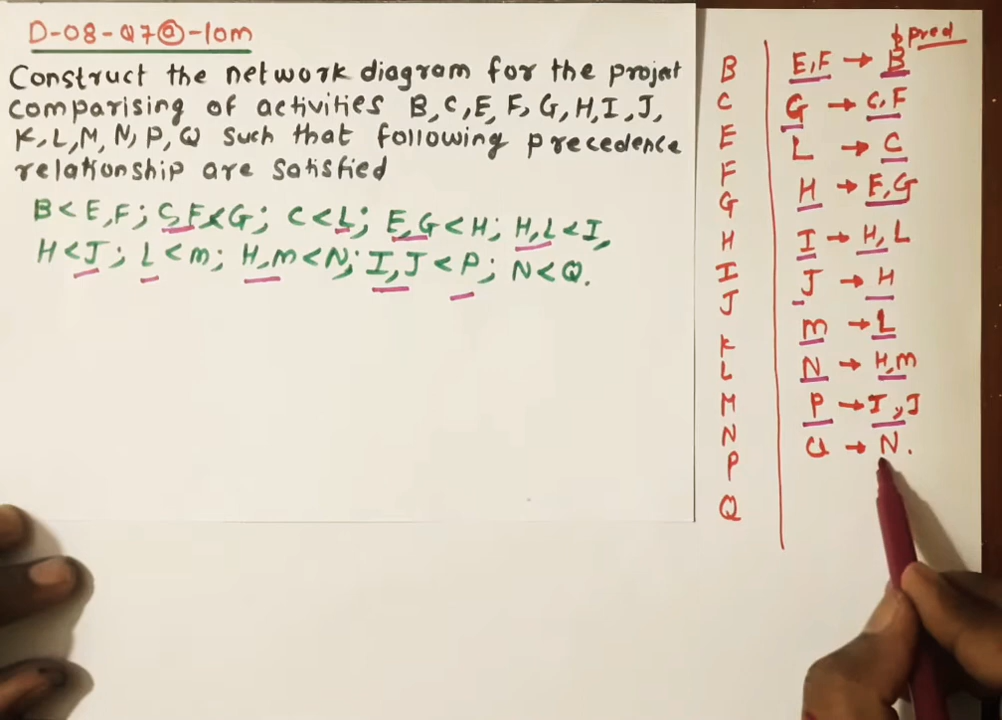 D-08-Q7@-10m
Construct the network diagram for the projat
comparising of activities B, C, E, F, G, H, I, J,
K, L, M, N, P, Q such that following precedence
relationship are satisfied
B < E, F; C, F < G; C < L; E, G < H; H, L < I,
H < J; L < m; H, m < N; I, J < P; N < Q.
pred
B
C
E
F
G
H
I
J
K
L
M
N
P
Q
E, F → B
G → C, F
L → C
H → E, G
I → H, L
J → H
m → L
N → H, m
P → I, J
Q → N.